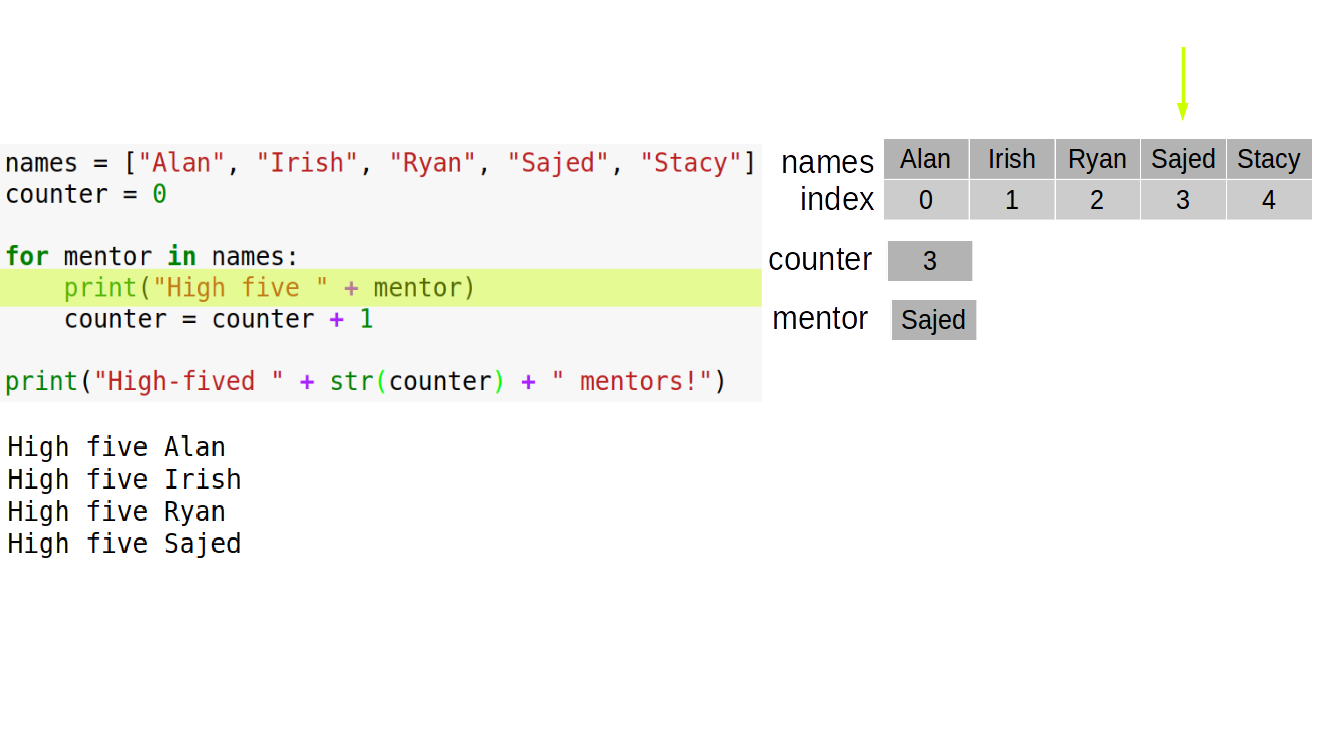 names = ["Alan", "Irish", "Ryan", "Sajed", "Stacy"]
counter = 0
for mentor in names:
    print("High five " + mentor)
    counter = counter + 1
print("High-fived " + str(counter) + " mentors!")
High five Alan
High five Irish
High five Ryan
High five Sajed
names Alan Irish Ryan Sajed Stacy
index 0 1 2 3 4
counter 3
mentor Sajed